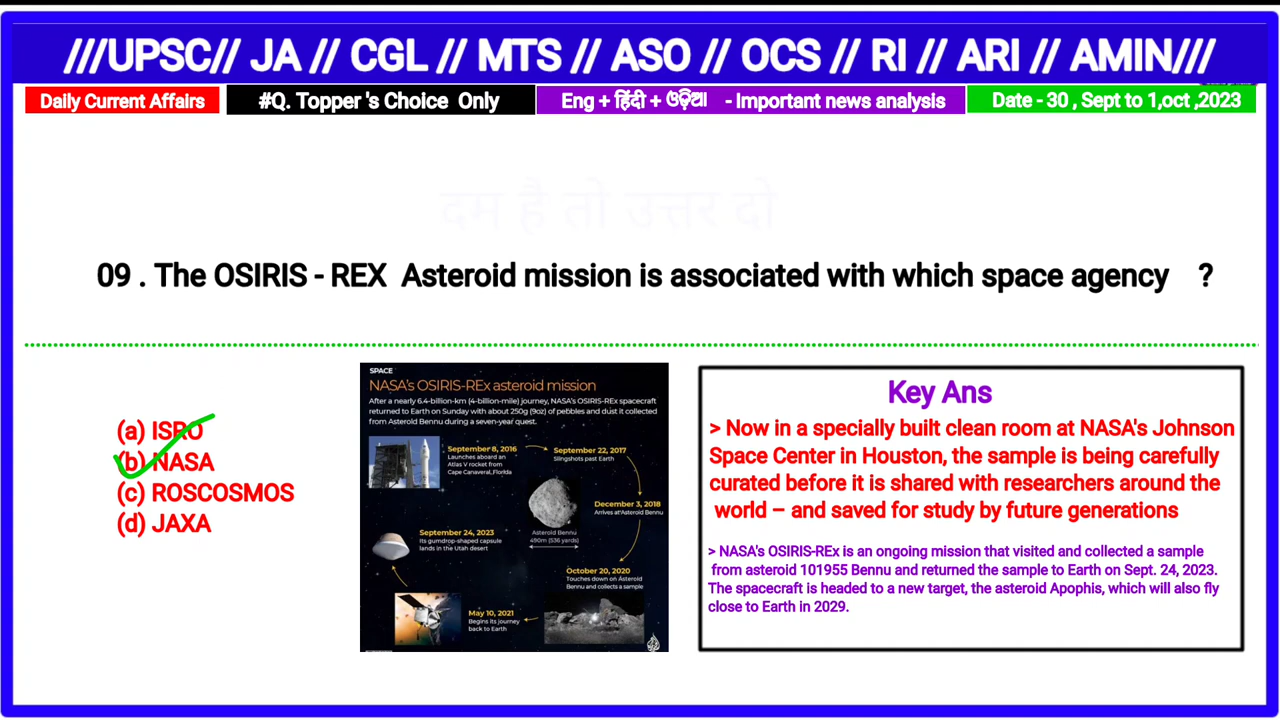 ///UPSC// JA // CGL // MTS // ASO // OCS // RI // ARI // AMIN///
Daily Current Affairs
#Q. Topper 's Choice Only
Eng + हिंदी + ଓଡ଼ିଆ - Important news analysis
Date - 30 , Sept to 1,oct ,2023
दम है तो उत्तर दो
09 . The OSIRIS - REX Asteroid mission is associated with which space agency ?
(a) ISRO
(b) NASA
(c) ROSCOSMOS
(d) JAXA
SPACE
NASA's OSIRIS-REx asteroid mission
After a nearly 6.4-billion-km (4-billion-mile) journey, NASA's OSIRIS-REx spacecraft
returned to Earth on Sunday with about 250g (9oz) of pebbles and dust it collected
from Asteroid Bennu during a seven-year quest.
September 8, 2016
Launches aboard an
Atlas V rocket from
Cape Canaveral, Florida
September 22, 2017
Slingshots past Earth
December 3, 2018
Arrives at Asteroid Bennu
Asteroid Bennu
490m (536 yards)
September 24, 2023
Its gumdrop-shaped capsule
lands in the Utah desert
October 20, 2020
Touches down on Asteroid
Bennu and collects a sample
May 10, 2021
Begins its journey
back to Earth
Key Ans
> Now in a specially built clean room at NASA's Johnson
Space Center in Houston, the sample is being carefully
curated before it is shared with researchers around the
world – and saved for study by future generations
> NASA's OSIRIS-REx is an ongoing mission that visited and collected a sample
from asteroid 101955 Bennu and returned the sample to Earth on Sept. 24, 2023.
The spacecraft is headed to a new target, the asteroid Apophis, which will also fly
close to Earth in 2029.